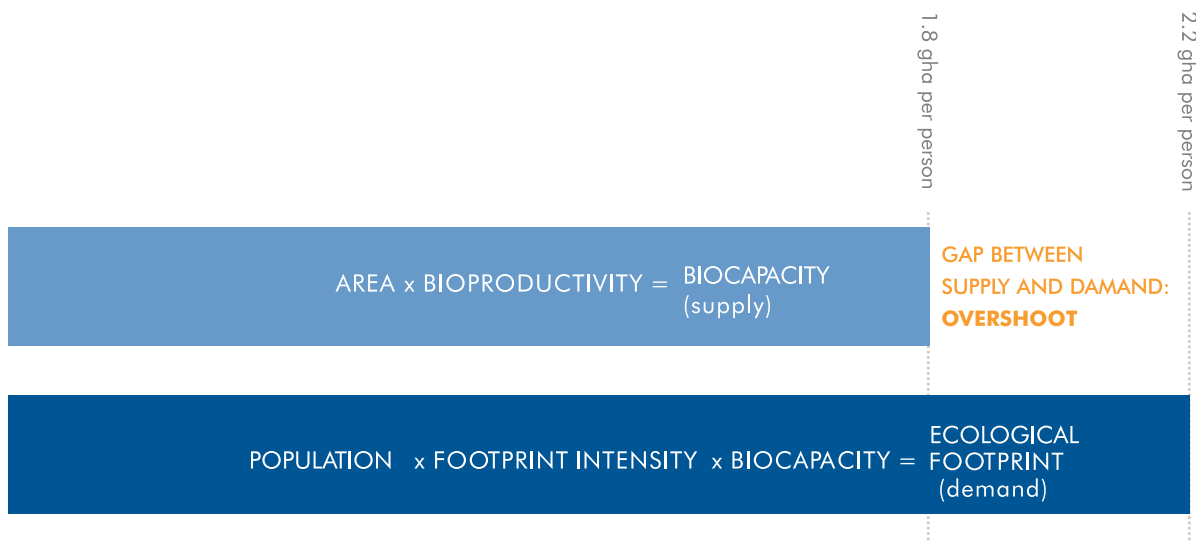 1.8 gha per person
2.2 gha per person
AREA x BIOPRODUCTIVITY = BIOCAPACITY
(supply)
GAP BETWEEN
SUPPLY AND DAMAND:
OVERSHOOT
POPULATION x FOOTPRINT INTENSITY x BIOCAPACITY = ECOLOGICAL
FOOTPRINT
(demand)